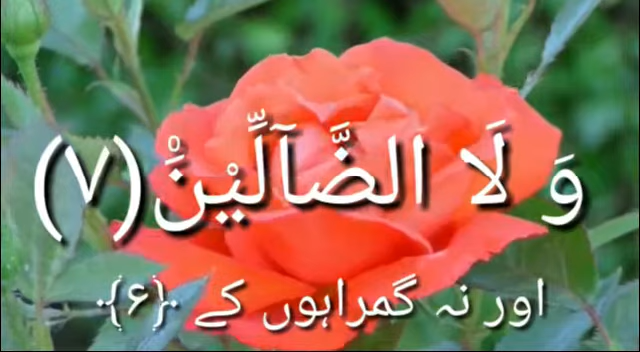 وَ لَا الضَّآلِّیْنَ۠(۷)
اور نہ گمراہوں کے ۔{۶}۔